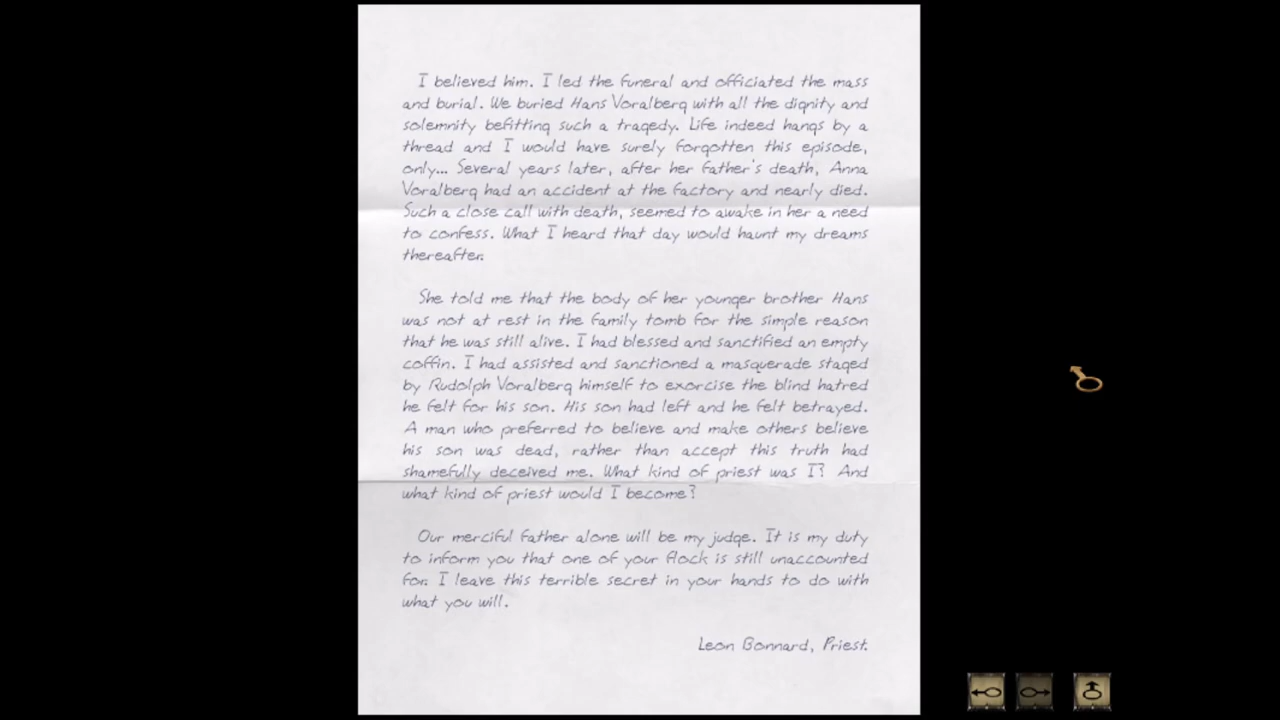 I believed him. I led the funeral and officiated the mass
and burial. We buried Hans Voralberg with all the dignity and
solemnity befitting such a tragedy. Life indeed hangs by a
thread and I would have surely forgotten this episode,
only... Several years later, after her father's death, Anna
Voralberg had an accident at the factory and nearly died.
Such a close call with death, seemed to awake in her a need
to confess. What I heard that day would haunt my dreams
thereafter.
She told me that the body of her younger brother Hans
was not at rest in the family tomb for the simple reason
that he was still alive. I had blessed and sanctified an empty
coffin. I had assisted and sanctioned a masquerade staged
by Rudolph Voralberg himself to exorcise the blind hatred
he felt for his son. His son had left and he felt betrayed.
A man who preferred to believe and make others believe
his son was dead, rather than accept this truth had
shamefully deceived me. What kind of priest was I? And
what kind of priest would I become?
Our merciful Father alone will be my judge. It is my duty
to inform you that one of your flock is still unaccounted
for. I leave this terrible secret in your hands to do with
what you will.
Leon Bonnard, Priest.